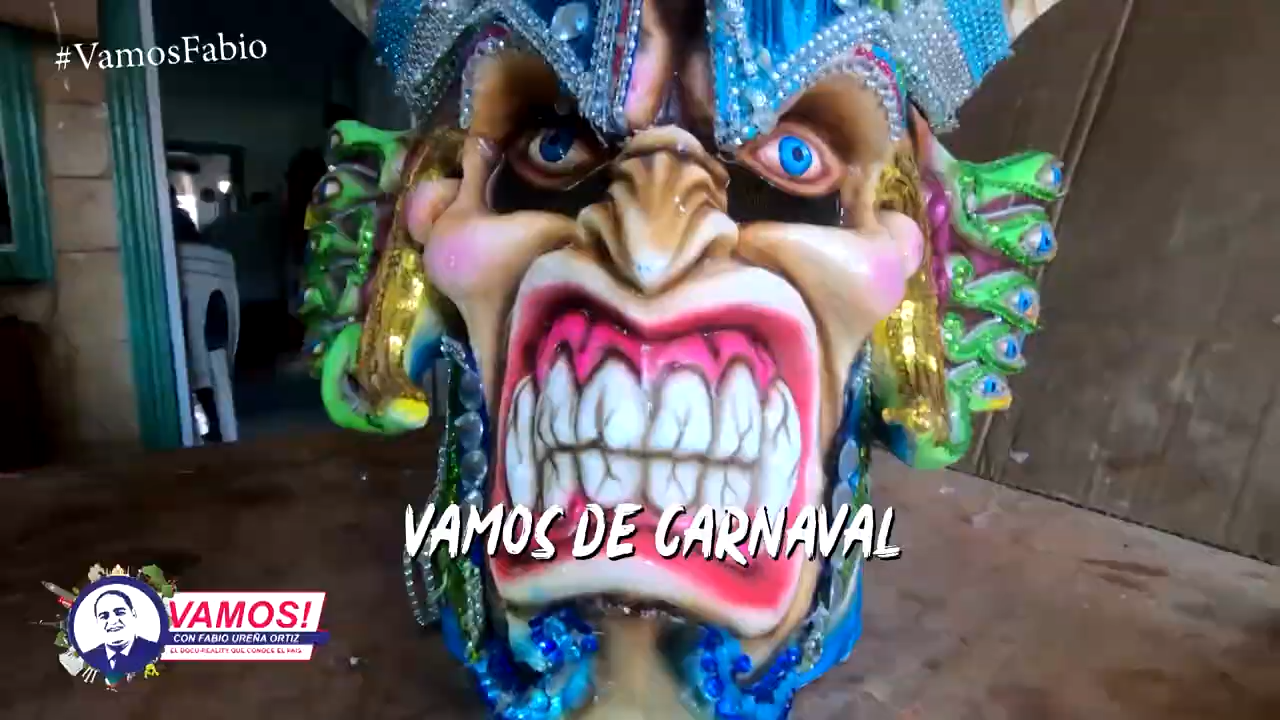 #VamosFabio
VAMOS DE CARNAVAL
VAMOS!
CON FABIO UREÑA ORTIZ
EL DOCU-REALITY QUE CONOCE EL PAÍS